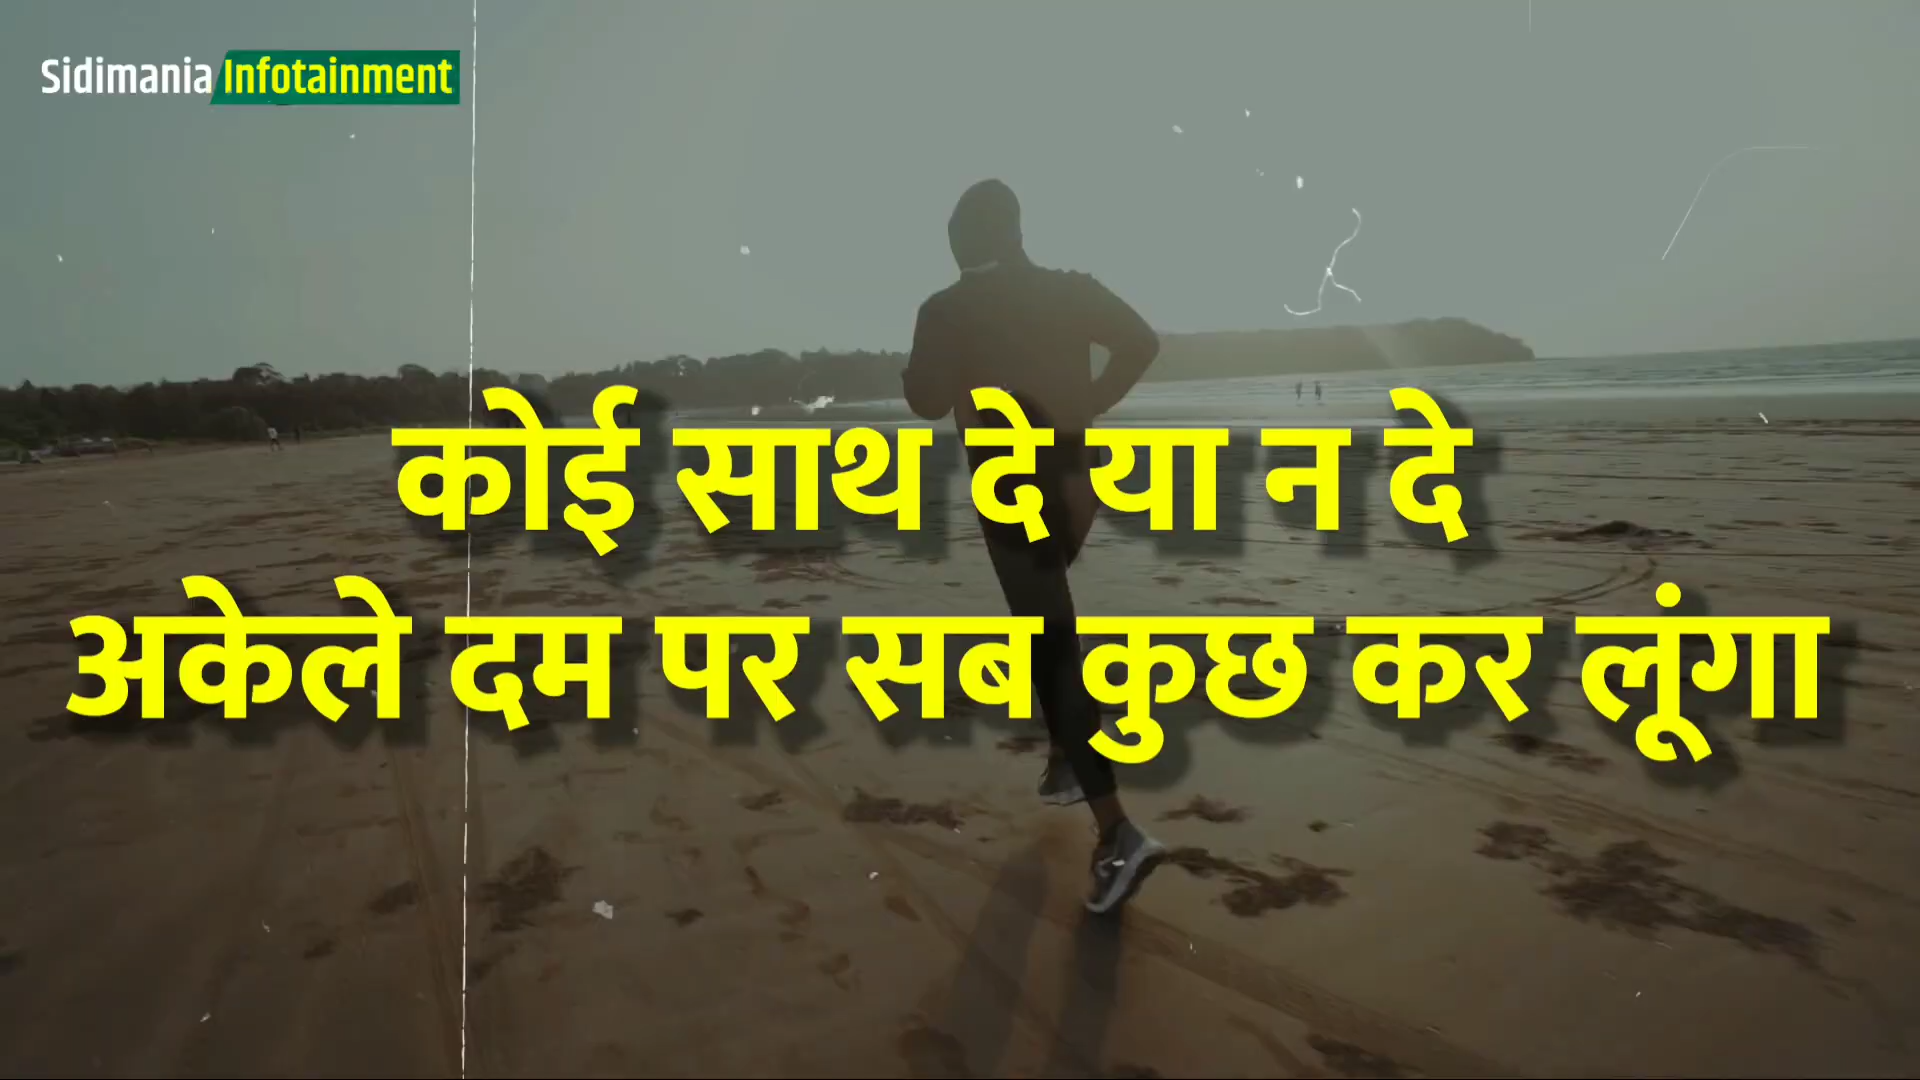 Sidimania Infotainment
कोई साथ दे या न दे
अकेले दम पर सब कुछ कर लूंगा